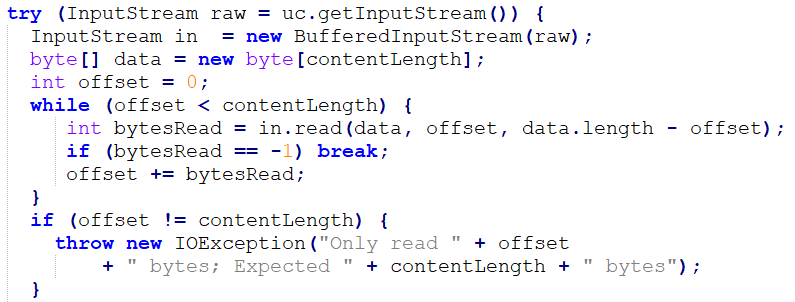 try (InputStream raw = uc.getInputStream()) {
  InputStream in  = new BufferedInputStream(raw);
  byte[] data = new byte[contentLength];
  int offset = 0;
  while (offset < contentLength) {
     int bytesRead = in.read(data, offset, data.length - offset);
     if (bytesRead == -1) break;
     offset += bytesRead;
  }
  if (offset != contentLength) {
    throw new IOException("Only read " + offset
        + " bytes; Expected " + contentLength + " bytes");
  }